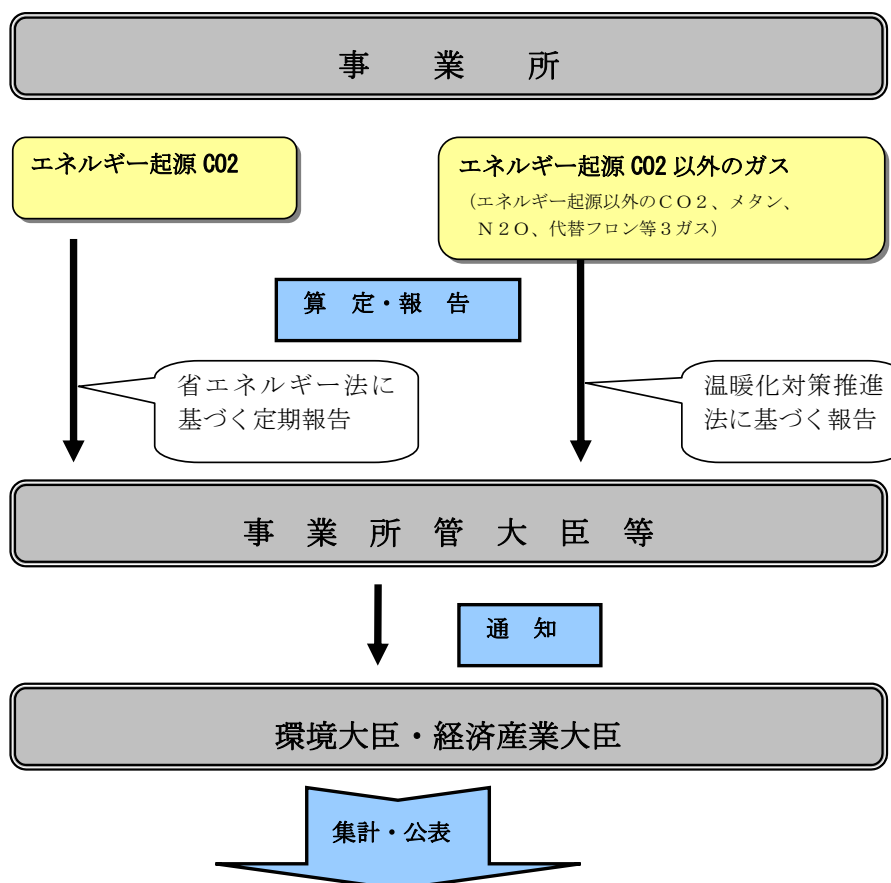 事　業　所
エネルギー起源 CO2
エネルギー起源 CO2 以外のガス
（エネルギー起源以外のＣＯ２、メタン、
Ｎ２Ｏ、代替フロン等３ガス）
算　定・報　告
省エネルギー法に
基づく定期報告
温暖化対策推進
法に基づく報告
事　業　所　管　大　臣　等
通　知
環境大臣・経済産業大臣
集計・公表